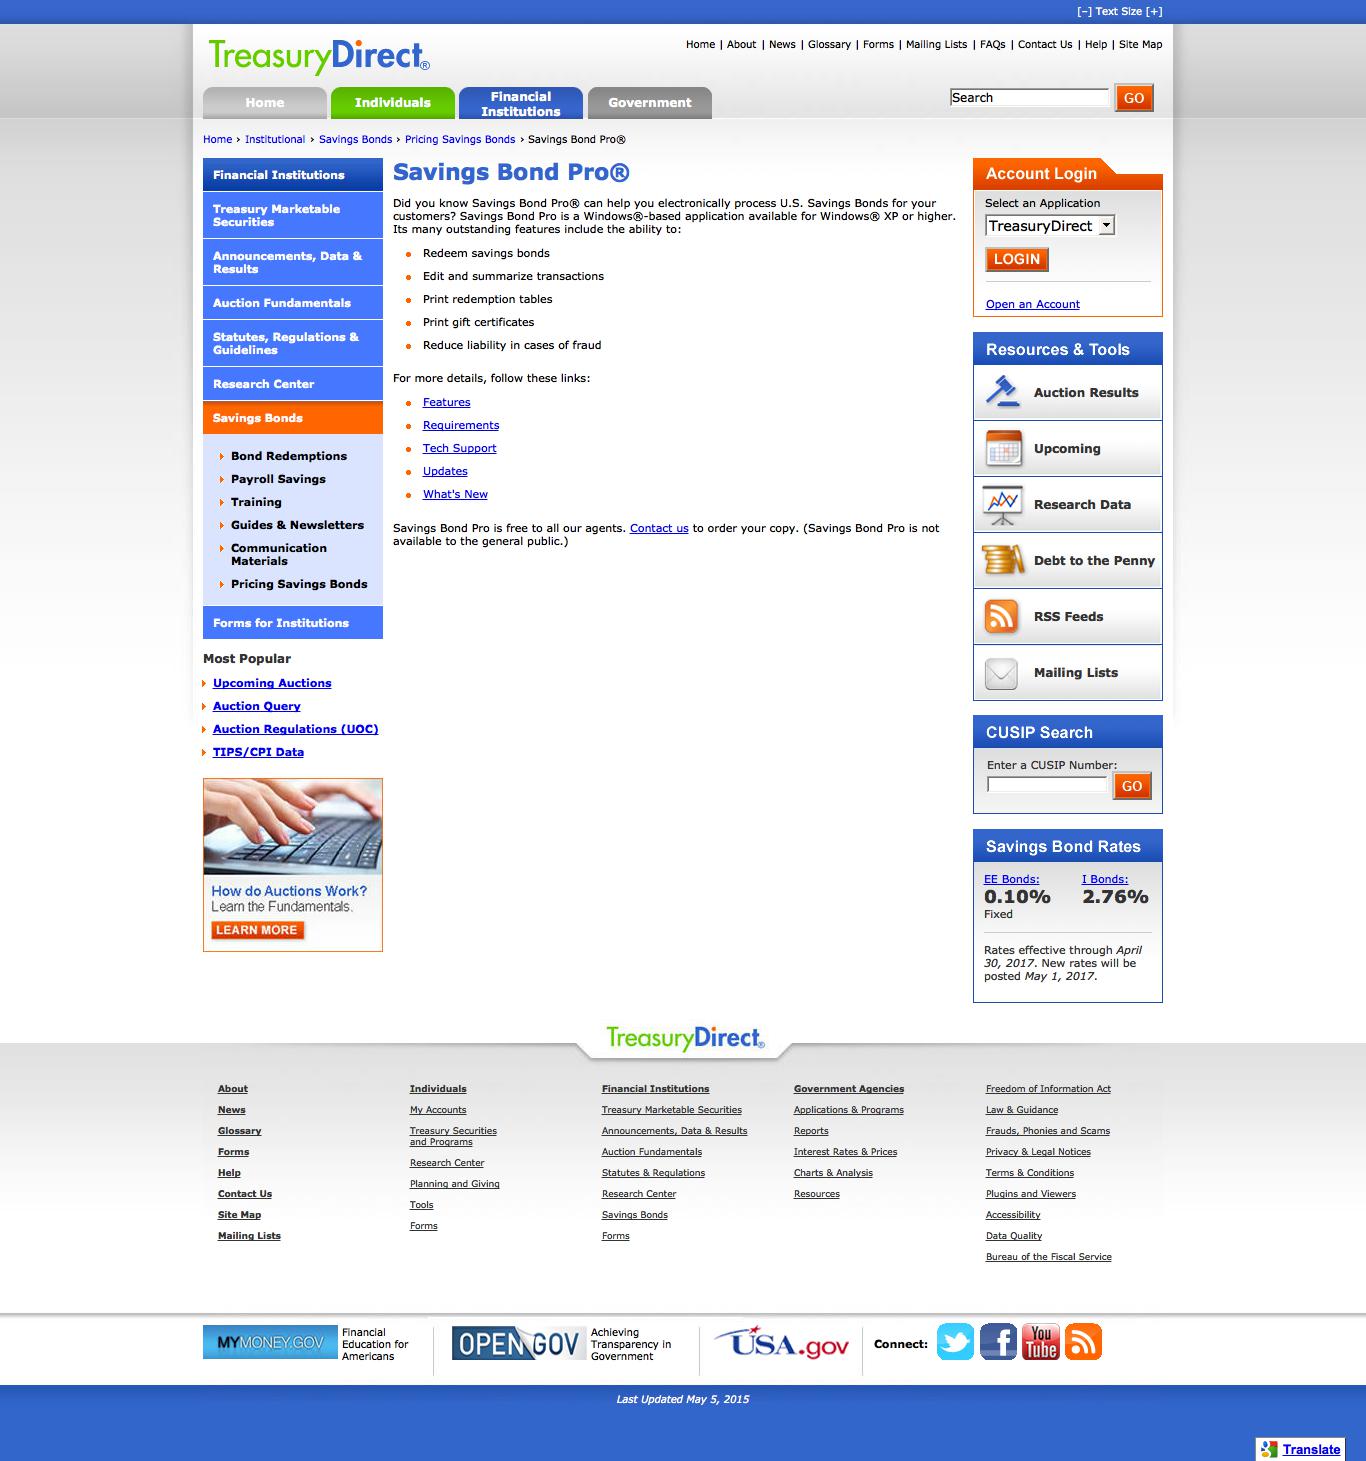 [–] Text Size [+]
TreasuryDirect®
Home | About | News | Glossary | Forms | Mailing Lists | FAQs | Contact Us | Help | Site Map
Home
Individuals
Financial
Institutions
Government
Search
GO
Home › Institutional › Savings Bonds › Pricing Savings Bonds › Savings Bond Pro®
Financial Institutions
Treasury Marketable
Securities
Announcements, Data &
Results
Auction Fundamentals
Statutes, Regulations &
Guidelines
Research Center
Savings Bonds
Bond Redemptions
Payroll Savings
Training
Guides & Newsletters
Communication
Materials
Pricing Savings Bonds
Forms for Institutions
Most Popular
Upcoming Auctions
Auction Query
Auction Regulations (UOC)
TIPS/CPI Data
How do Auctions Work?
Learn the Fundamentals.
LEARN MORE
Savings Bond Pro®
Did you know Savings Bond Pro® can help you electronically process U.S. Savings Bonds for your
customers? Savings Bond Pro is a Windows®-based application available for Windows® XP or higher.
Its many outstanding features include the ability to:
Redeem savings bonds
Edit and summarize transactions
Print redemption tables
Print gift certificates
Reduce liability in cases of fraud
For more details, follow these links:
Features
Requirements
Tech Support
Updates
What's New
Savings Bond Pro is free to all our agents. Contact us to order your copy. (Savings Bond Pro is not
available to the general public.)
Account Login
Select an Application
TreasuryDirect
LOGIN
Open an Account
Resources & Tools
Auction Results
Upcoming
Research Data
Debt to the Penny
RSS Feeds
Mailing Lists
CUSIP Search
Enter a CUSIP Number:
GO
Savings Bond Rates
EE Bonds: I Bonds:
0.10% 2.76%
Fixed
Rates effective through April
30, 2017. New rates will be
posted May 1, 2017.
TreasuryDirect®
About
News
Glossary
Forms
Help
Contact Us
Site Map
Mailing Lists
Individuals
My Accounts
Treasury Securities
and Programs
Research Center
Planning and Giving
Tools
Forms
Financial Institutions
Treasury Marketable Securities
Announcements, Data & Results
Auction Fundamentals
Statutes & Regulations
Research Center
Savings Bonds
Forms
Government Agencies
Applications & Programs
Reports
Interest Rates & Prices
Charts & Analysis
Resources
Freedom of Information Act
Law & Guidance
Frauds, Phonies and Scams
Privacy & Legal Notices
Terms & Conditions
Plugins and Viewers
Accessibility
Data Quality
Bureau of the Fiscal Service
MYMONEY.GOV
Financial
Education for
Americans
OPEN GOV
Achieving
Transparency in
Government
USA.gov
Connect:
You
Tube
Last Updated May 5, 2015
Translate